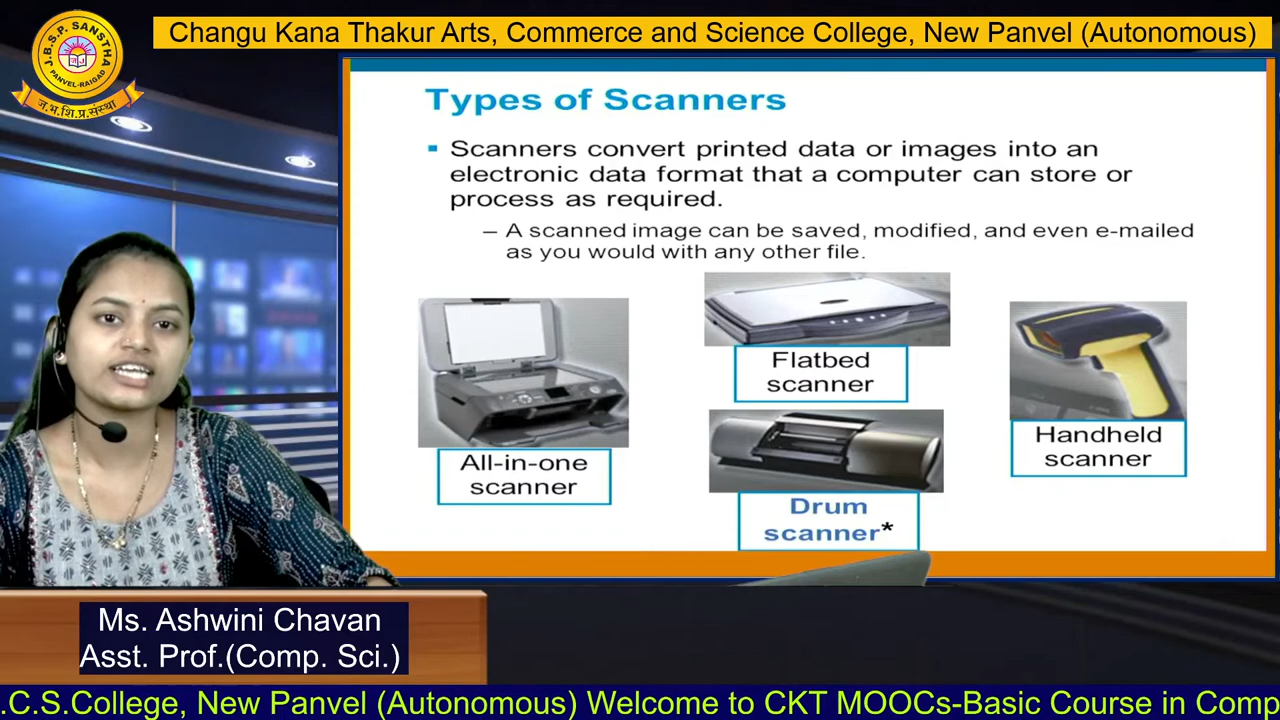 J.B.S.P. SANSTHA
PANVEL-RAIGAD
ज.भ.शि.प्र.संस्था
Changu Kana Thakur Arts, Commerce and Science College, New Panvel (Autonomous)
Types of Scanners
▪ Scanners convert printed data or images into an
electronic data format that a computer can store or
process as required.
– A scanned image can be saved, modified, and even e-mailed
as you would with any other file.
All-in-one
scanner
Flatbed
scanner
Drum
scanner*
Handheld
scanner
Ms. Ashwini Chavan
Asst. Prof.(Comp. Sci.)
.C.S.College, New Panvel (Autonomous) Welcome to CKT MOOCs-Basic Course in Comp